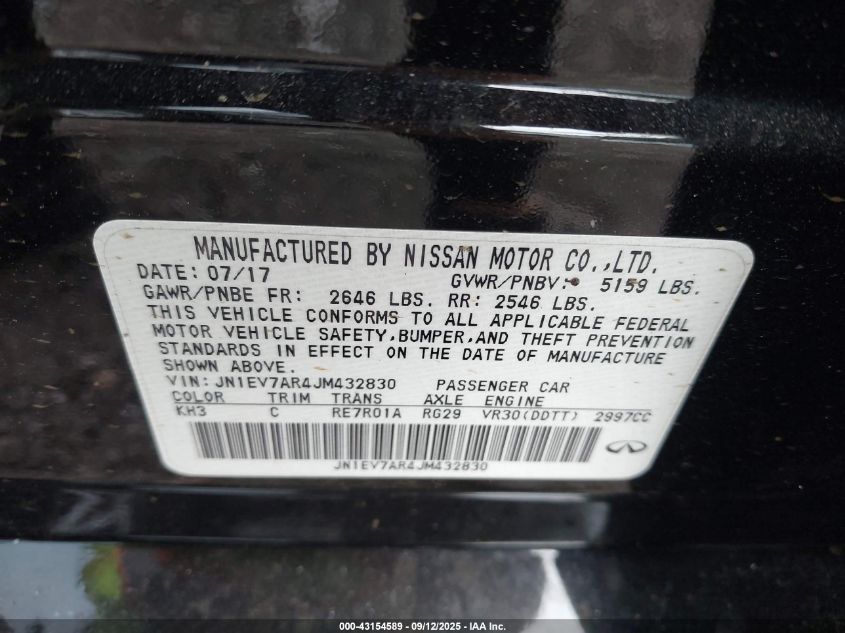 MANUFACTURED BY NISSAN MOTOR CO.,LTD.
DATE: 07/17 GVWR/PNBV: 5159 LBS.
GAWR/PNBE FR: 2646 LBS. RR: 2546 LBS.
THIS VEHICLE CONFORMS TO ALL APPLICABLE FEDERAL
MOTOR VEHICLE SAFETY,BUMPER,AND THEFT PREVENTION
STANDARDS IN EFFECT ON THE DATE OF MANUFACTURE
SHOWN ABOVE.
VIN: JN1EV7AR4JM432830 PASSENGER CAR
COLOR TRIM TRANS AXLE ENGINE
KH3 C RE7R01A RG29 VR30(DDTT) 2997CC
JN1EV7AR4JM432830
000-43154589 - 09/12/2025 - IAA Inc.